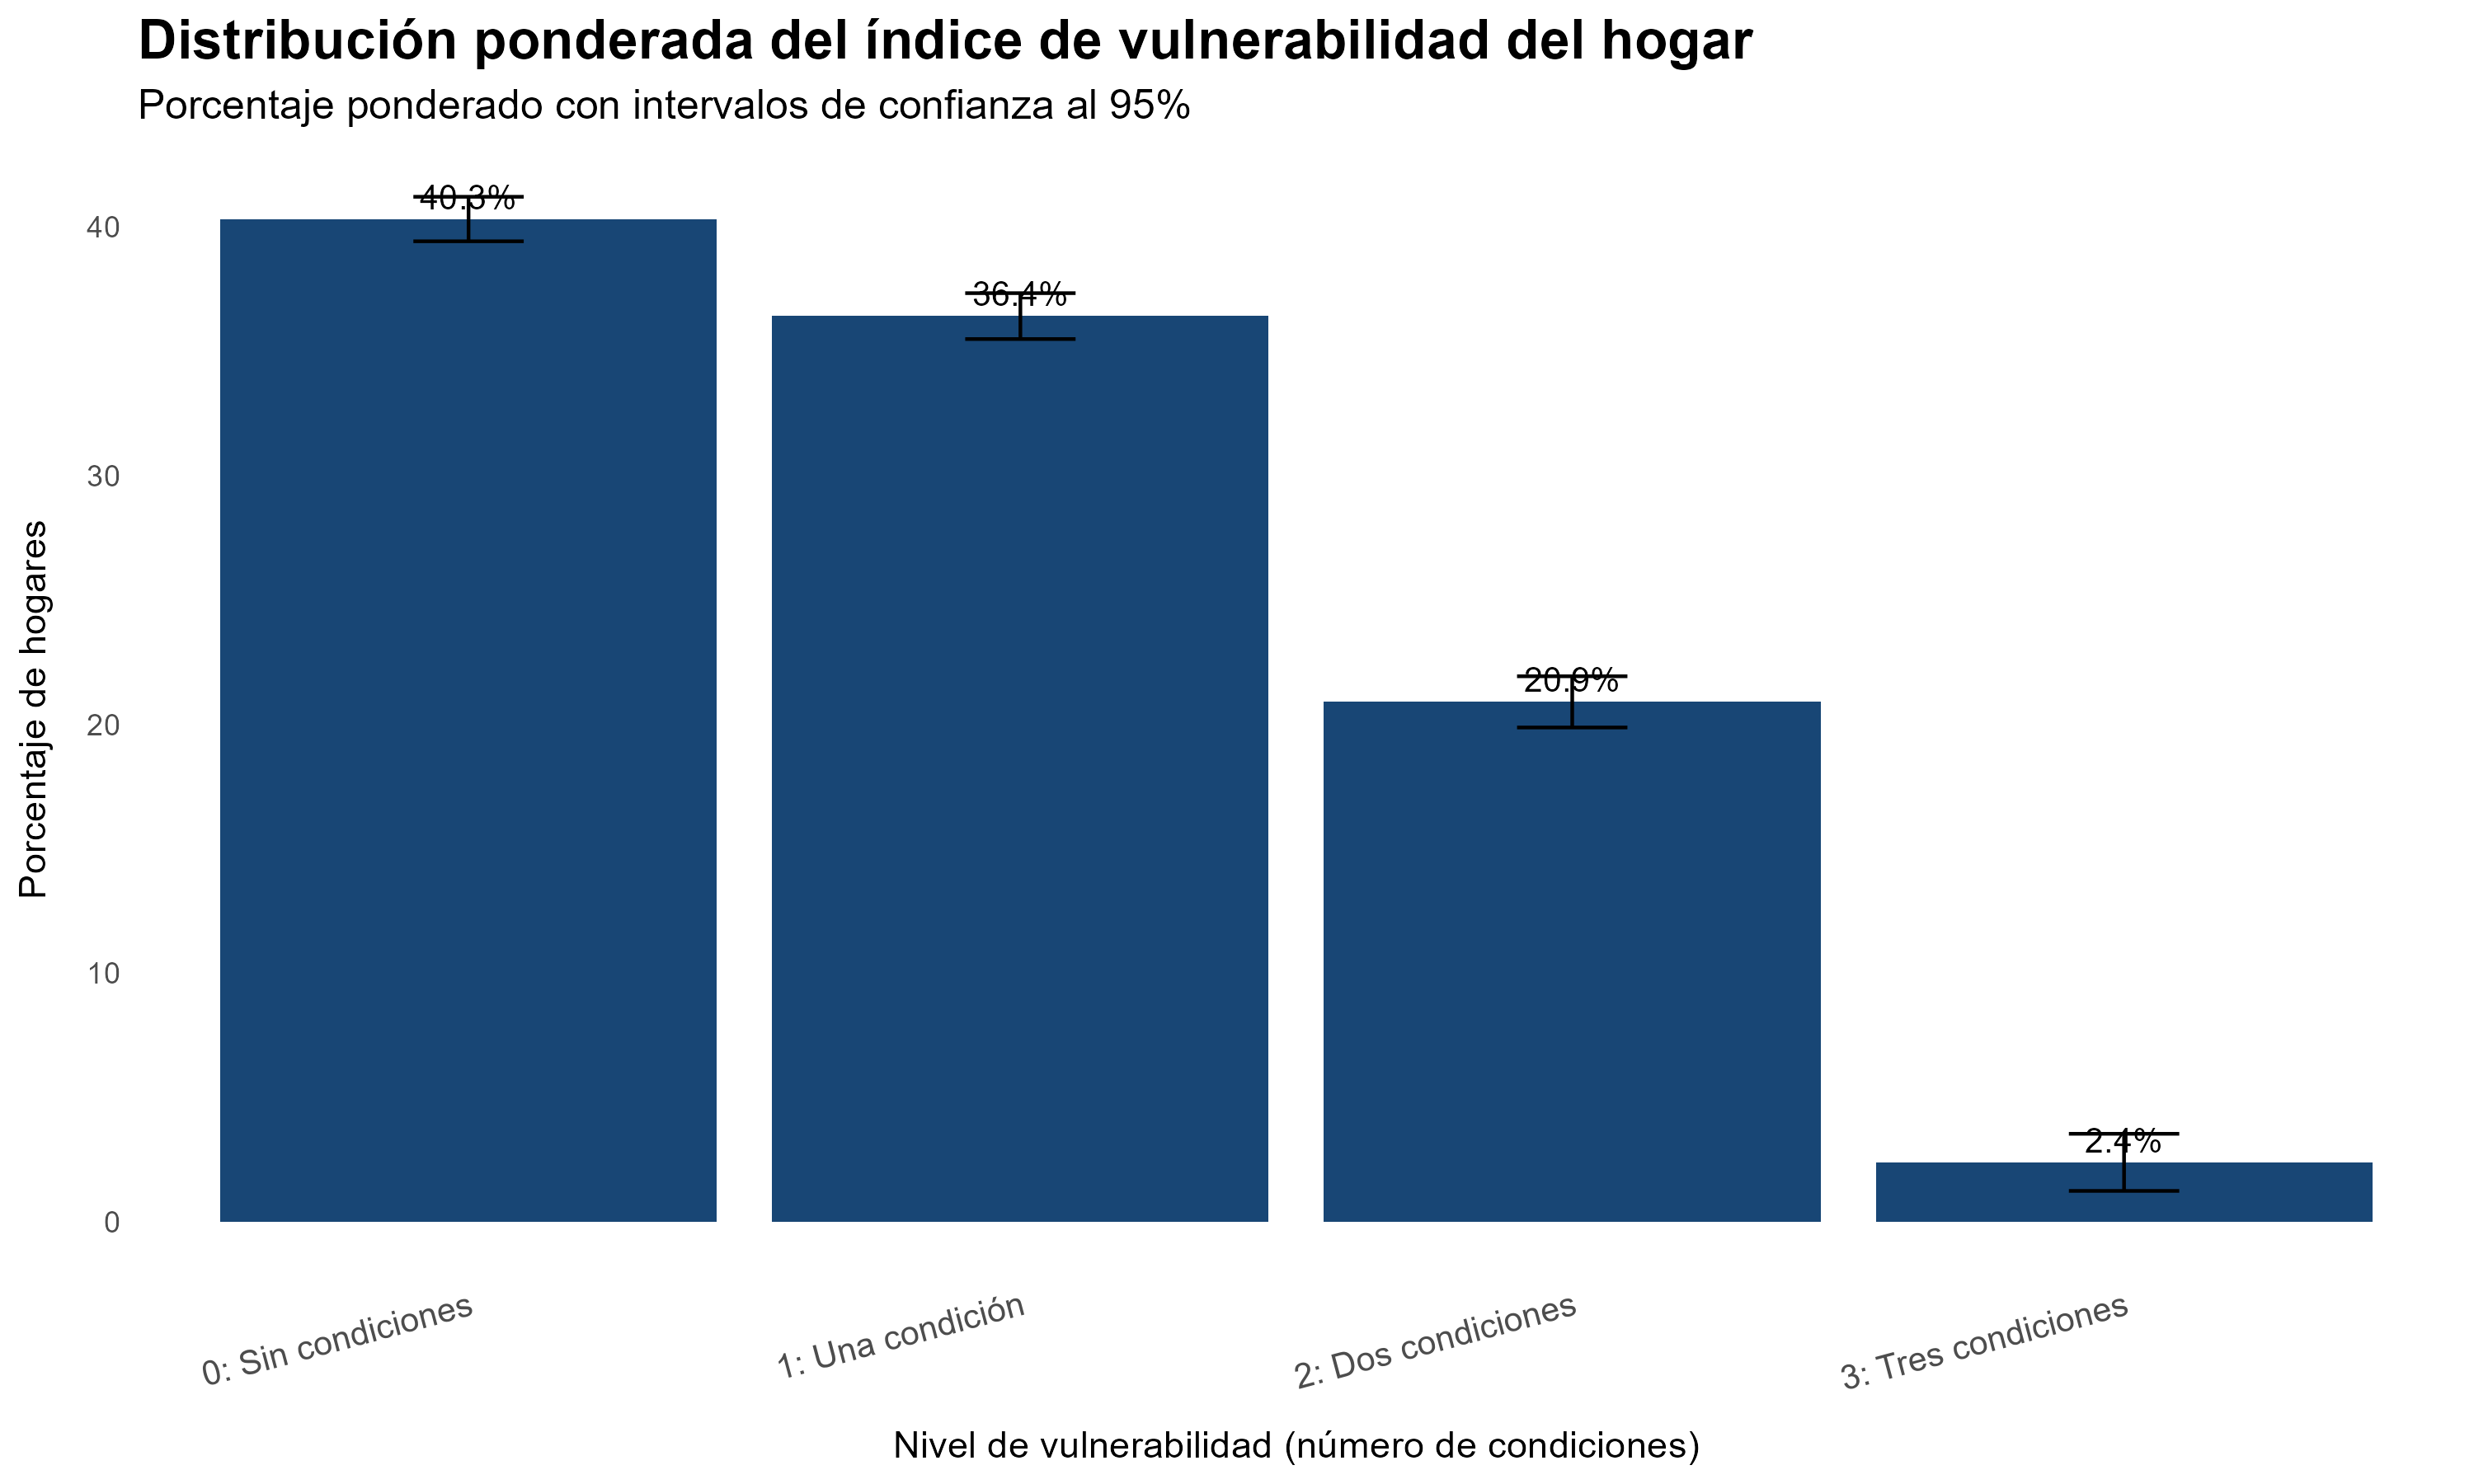 Distribución ponderada del índice de vulnerabilidad del hogar
Porcentaje ponderado con intervalos de confianza al 95%
40.3%
36.4%
20.9%
2.4%
40
30
20
10
0
Porcentaje de hogares
0: Sin condiciones
1: Una condición
2: Dos condiciones
3: Tres condiciones
Nivel de vulnerabilidad (número de condiciones)